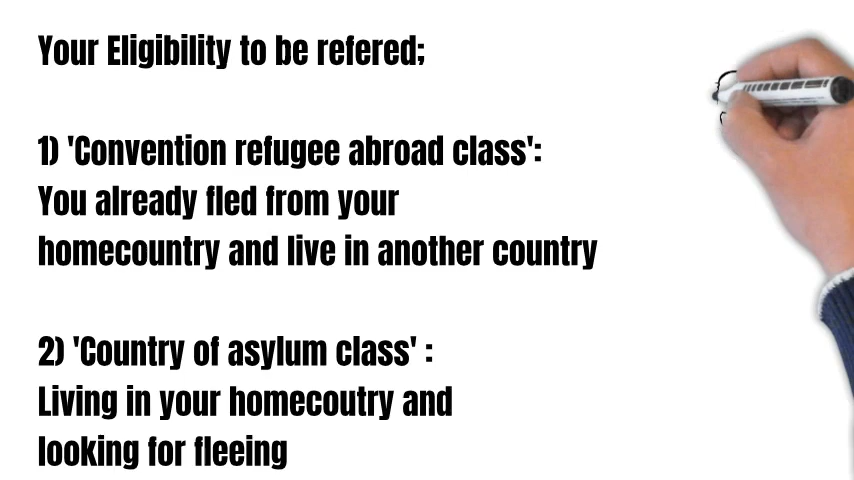 Your Eligibility to be refered;
1) 'Convention refugee abroad class':
You already fled from your
homecountry and live in another country
2) 'Country of asylum class' :
Living in your homecoutry and
looking for fleeing